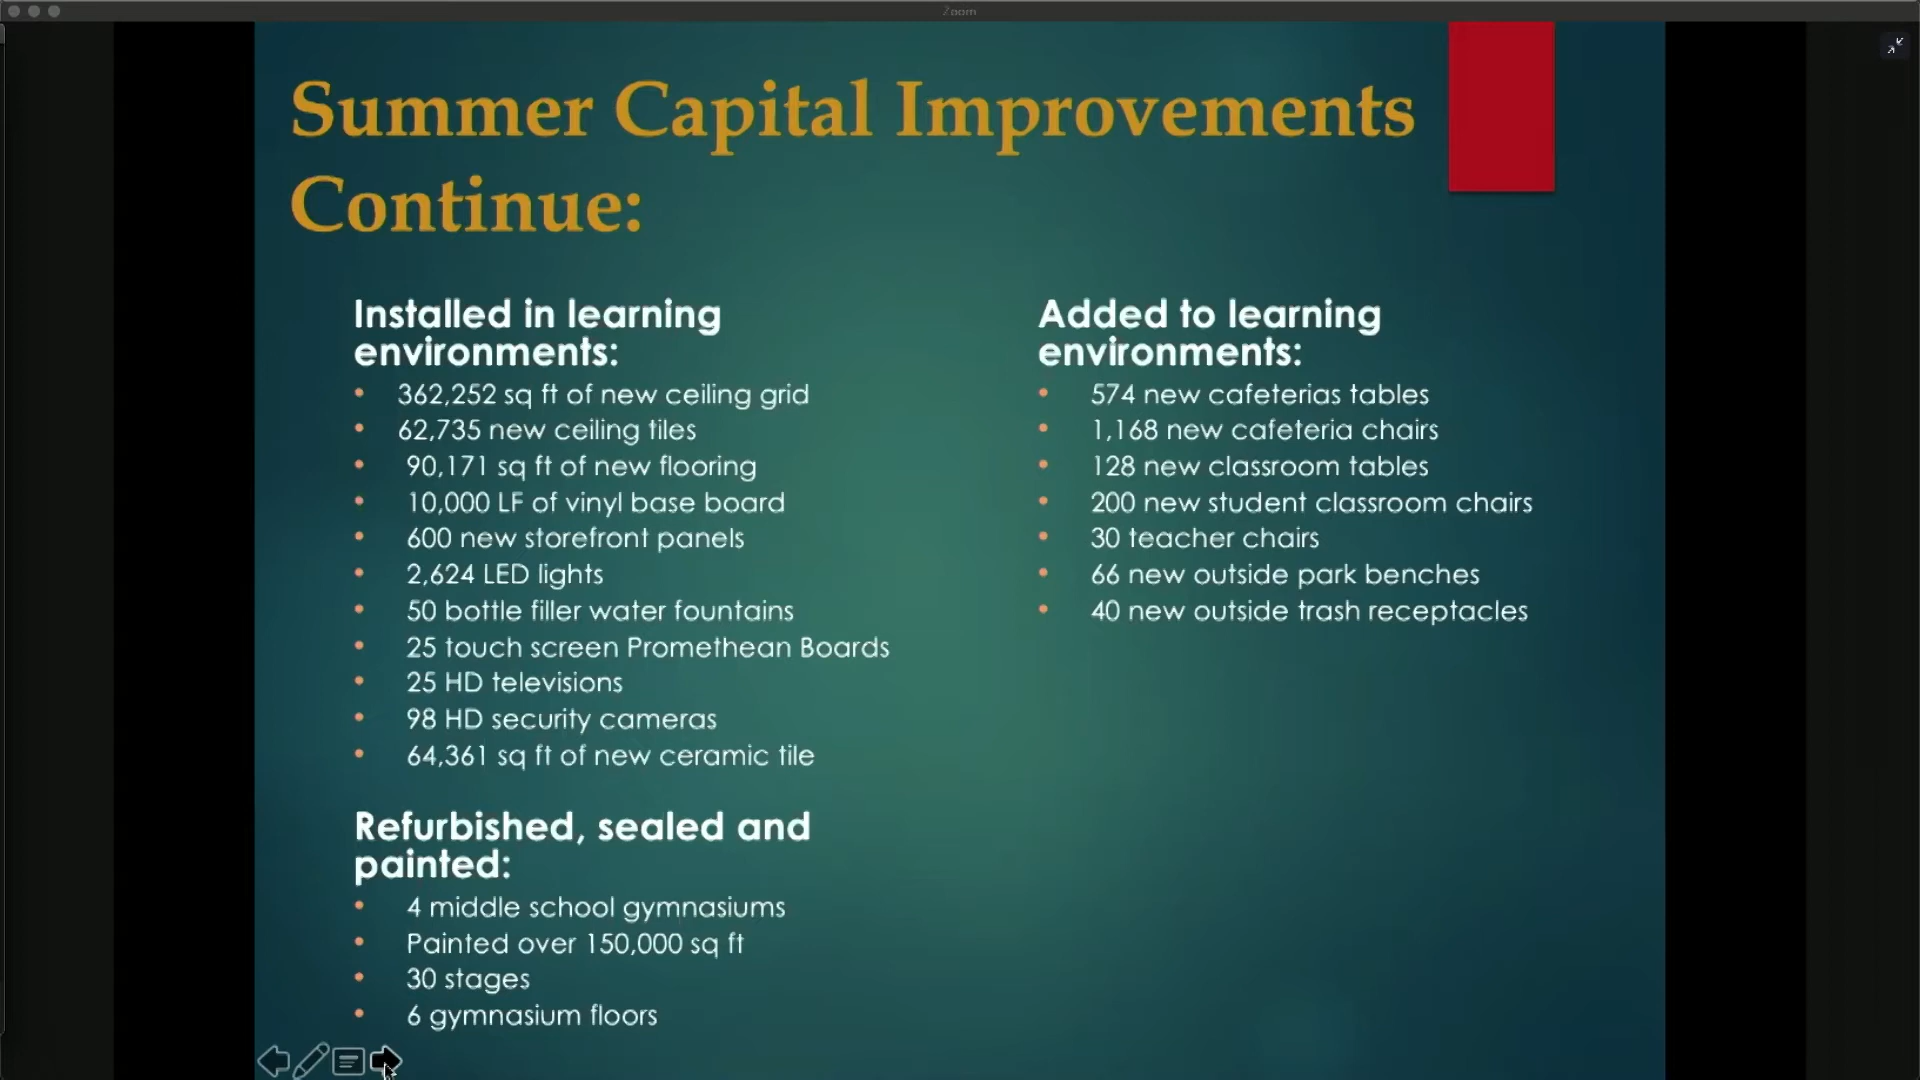 Zoom
Summer Capital Improvements
Continue:
Installed in learning
environments:
• 362,252 sq ft of new ceiling grid
• 62,735 new ceiling tiles
• 90,171 sq ft of new flooring
• 10,000 LF of vinyl base board
• 600 new storefront panels
• 2,624 LED lights
• 50 bottle filler water fountains
• 25 touch screen Promethean Boards
• 25 HD televisions
• 98 HD security cameras
• 64,361 sq ft of new ceramic tile
Refurbished, sealed and
painted:
• 4 middle school gymnasiums
• Painted over 150,000 sq ft
• 30 stages
• 6 gymnasium floors
Added to learning
environments:
• 574 new cafeterias tables
• 1,168 new cafeteria chairs
• 128 new classroom tables
• 200 new student classroom chairs
• 30 teacher chairs
• 66 new outside park benches
• 40 new outside trash receptacles